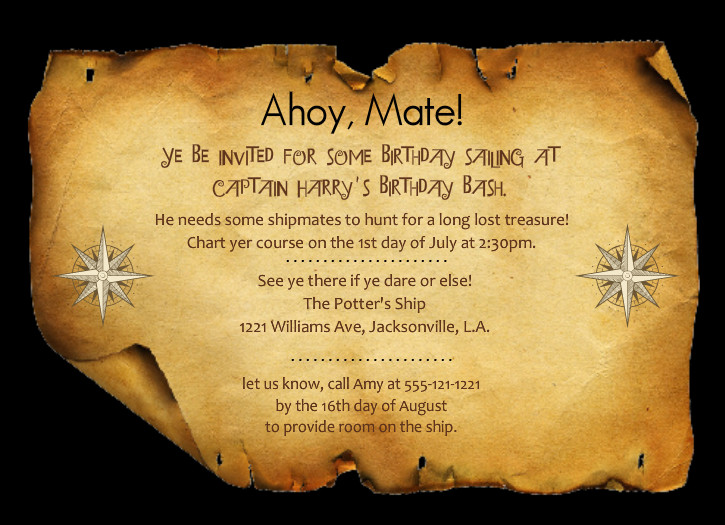 Ahoy, Mate!
Ye Be invited for some Birthday sailing at
Captain Harry's Birthday Bash.
He needs some shipmates to hunt for a long lost treasure!
Chart yer course on the 1st day of July at 2:30pm.
See ye there if ye dare or else!
The Potter's Ship
1221 Williams Ave, Jacksonville, L.A.
let us know, call Amy at 555-121-1221
by the 16th day of August
to provide room on the ship.